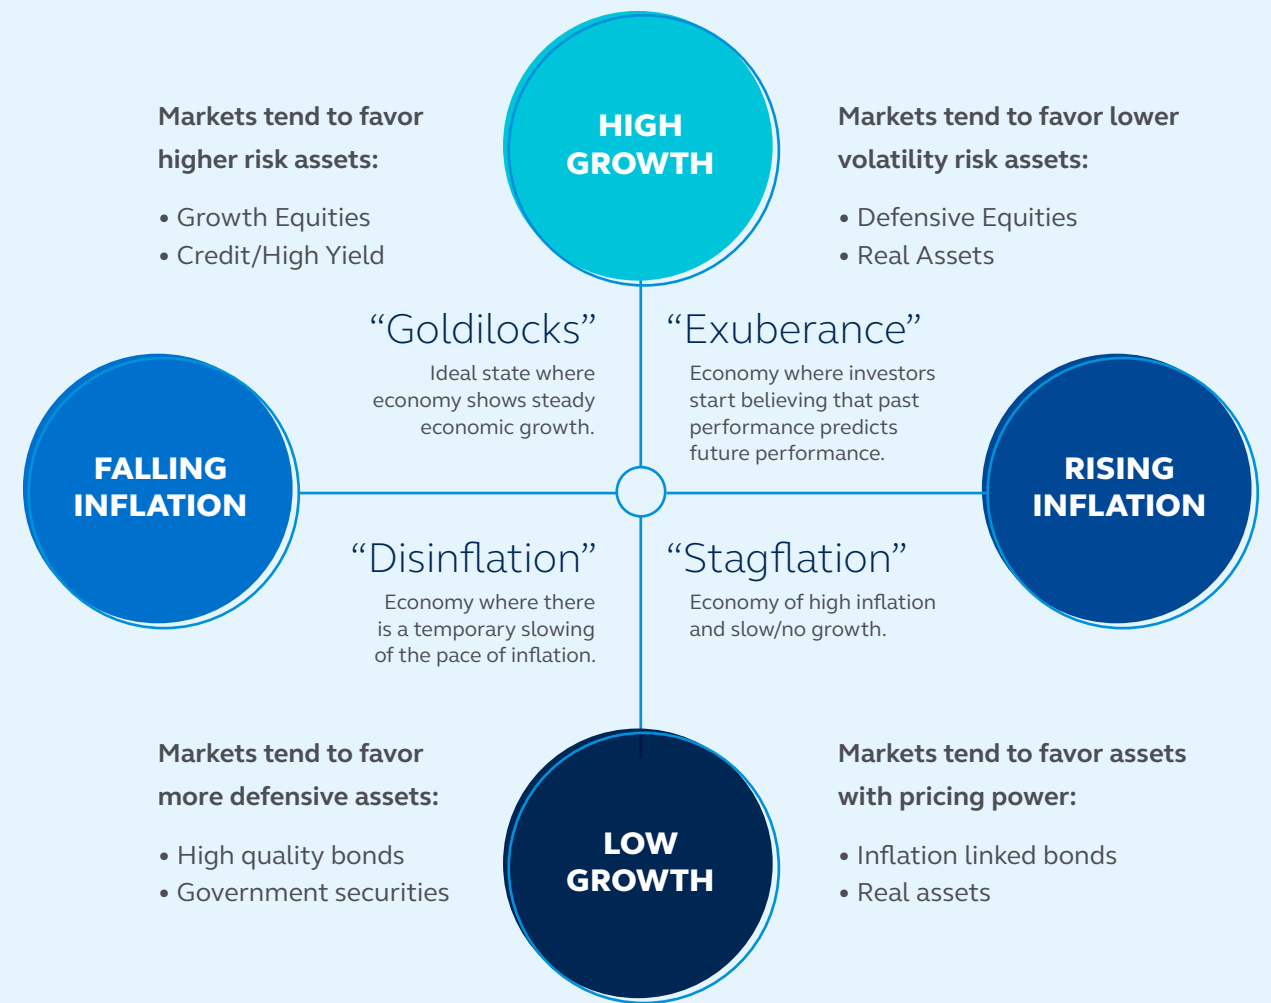 HIGH
GROWTH
Markets tend to favor
higher risk assets:
• Growth Equities
• Credit/High Yield
Markets tend to favor lower
volatility risk assets:
• Defensive Equities
• Real Assets
“Goldilocks”
Ideal state where
economy shows steady
economic growth.
“Exuberance”
Economy where investors
start believing that past
performance predicts
future performance.
FALLING
INFLATION
RISING
INFLATION
“Disinflation”
Economy where there
is a temporary slowing
of the pace of inflation.
“Stagflation”
Economy of high inflation
and slow/no growth.
Markets tend to favor
more defensive assets:
• High quality bonds
• Government securities
LOW
GROWTH
Markets tend to favor assets
with pricing power:
• Inflation linked bonds
• Real assets